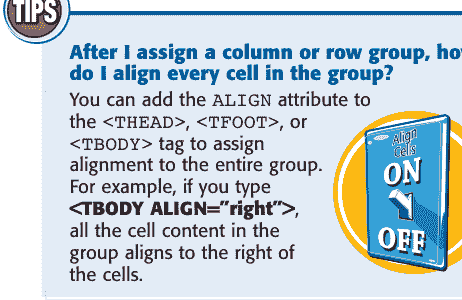 TIPS
After I assign a column or row group, ho
do I align every cell in the group?
You can add the ALIGN attribute to
the <THEAD>, <TFOOT>, or
<TBODY> tag to assign
alignment to the entire group.
For example, if you type
<TBODY ALIGN="right">,
all the cell content in the
group aligns to the right of
the cells.
Align
Cells
ON
OFF